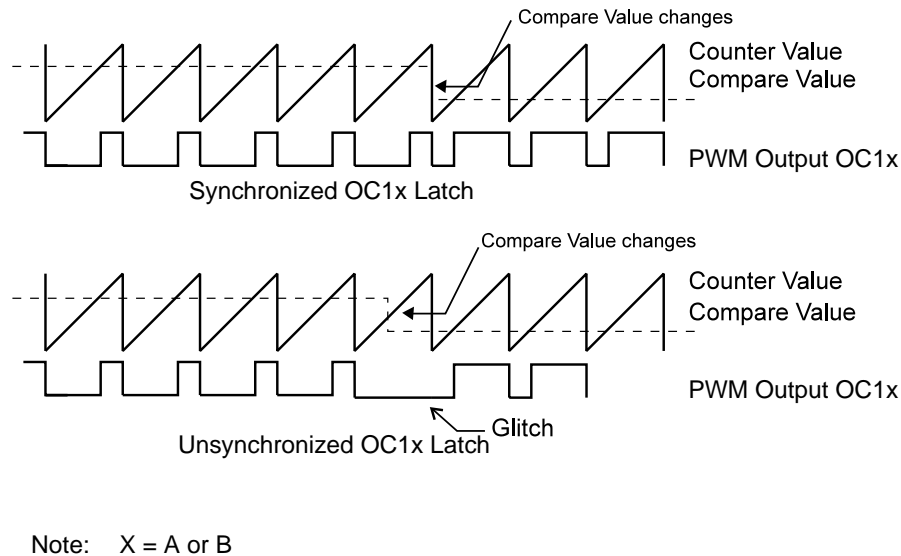 Compare Value changes
Counter Value
Compare Value
PWM Output OC1x
Synchronized OC1x Latch
Compare Value changes
Counter Value
Compare Value
PWM Output OC1x
Glitch
Unsynchronized OC1x Latch
Note: X = A or B